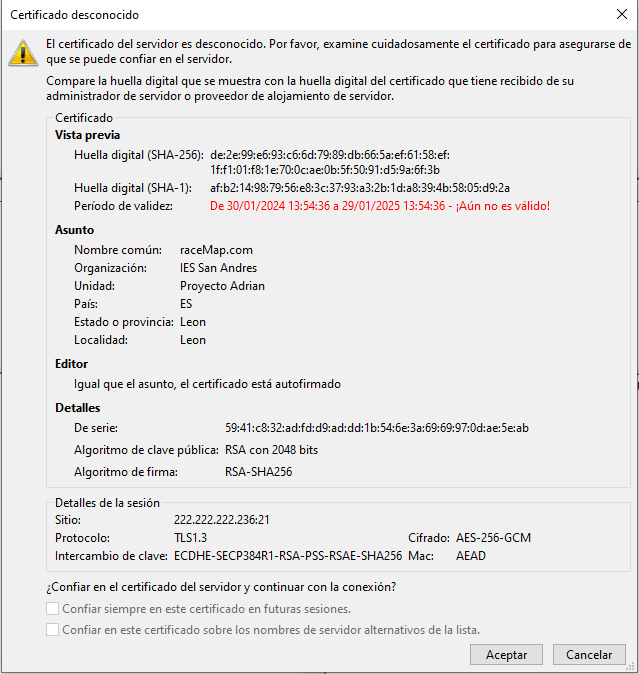 Certificado desconocido
El certificado del servidor es desconocido. Por favor, examine cuidadosamente el certificado para asegurarse de
que se puede confiar en el servidor.
Compare la huella digital que se muestra con la huella digital del certificado que tiene recibido de su
administrador de servidor o proveedor de alojamiento de servidor.
Certificado
Vista previa
Huella digital (SHA-256): de:2e:99:e6:93:c6:6d:79:89:db:66:5a:ef:61:58:ef:
1f:f1:01:f8:1e:70:0c:ae:0b:5f:50:91:d5:9a:6f:3b
Huella digital (SHA-1): af:b2:14:98:79:56:e8:3c:37:93:a3:2b:1d:a8:39:4b:58:05:d9:2a
Período de validez: De 30/01/2024 13:54:36 a 29/01/2025 13:54:36 - ¡Aún no es válido!
Asunto
Nombre común: raceMap.com
Organización: IES San Andres
Unidad: Proyecto Adrian
País: ES
Estado o provincia: Leon
Localidad: Leon
Editor
Igual que el asunto, el certificado está autofirmado
Detalles
De serie: 59:41:c8:32:ad:fd:d9:ad:dd:1b:54:6e:3a:69:69:97:0d:ae:5e:ab
Algoritmo de clave pública: RSA con 2048 bits
Algoritmo de firma: RSA-SHA256
Detalles de la sesión
Sitio: 222.222.222.236:21
Protocolo: TLS1.3 Cifrado: AES-256-GCM
Intercambio de clave: ECDHE-SECP384R1-RSA-PSS-RSAE-SHA256 Mac: AEAD
¿Confiar en el certificado del servidor y continuar con la conexión?
Confiar siempre en este certificado en futuras sesiones.
Confiar en este certificado sobre los nombres de servidor alternativos de la lista.
Aceptar Cancelar